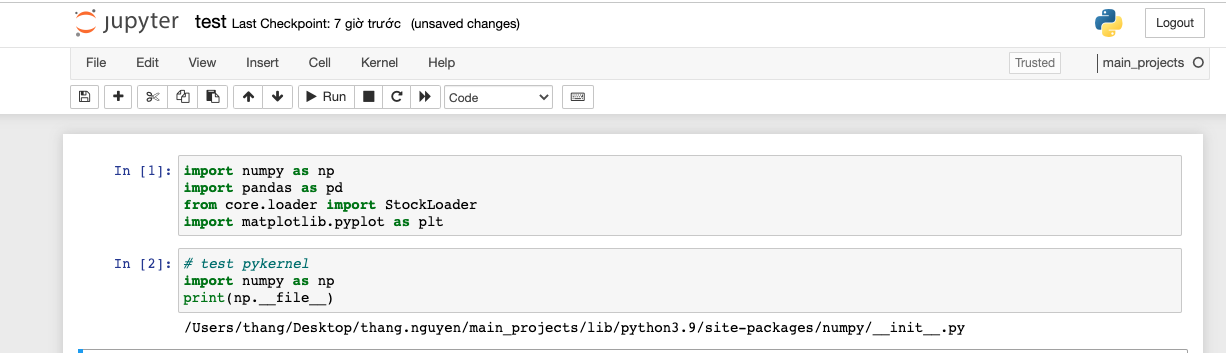 jupyter test Last Checkpoint: 7 giờ trước (unsaved changes) Logout
File Edit View Insert Cell Kernel Help Trusted main_projects
Run Code
In [1]: import numpy as np
import pandas as pd
from core.loader import StockLoader
import matplotlib.pyplot as plt
In [2]: # test pykernel
import numpy as np
print(np.__file__)
/Users/thang/Desktop/thang.nguyen/main_projects/lib/python3.9/site-packages/numpy/__init__.py